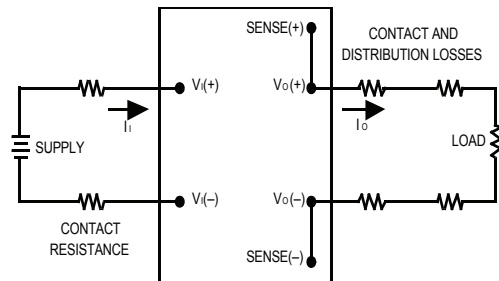 SENSE(+)
CONTACT AND
DISTRIBUTION LOSSES
VI(+)
VO(+)
II
IO
SUPPLY
LOAD
VI(–)
VO(–)
CONTACT
RESISTANCE
SENSE(–)